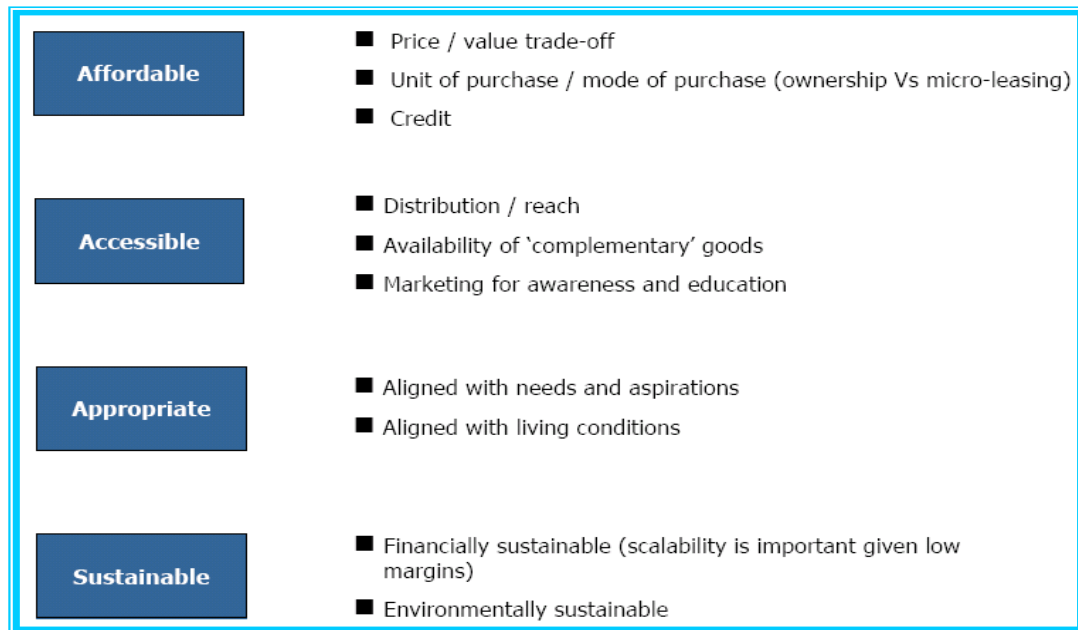 Affordable
■ Price / value trade-off
■ Unit of purchase / mode of purchase (ownership Vs micro-leasing)
■ Credit
Accessible
■ Distribution / reach
■ Availability of ‘complementary’ goods
■ Marketing for awareness and education
Appropriate
■ Aligned with needs and aspirations
■ Aligned with living conditions
Sustainable
■ Financially sustainable (scalability is important given low
margins)
■ Environmentally sustainable